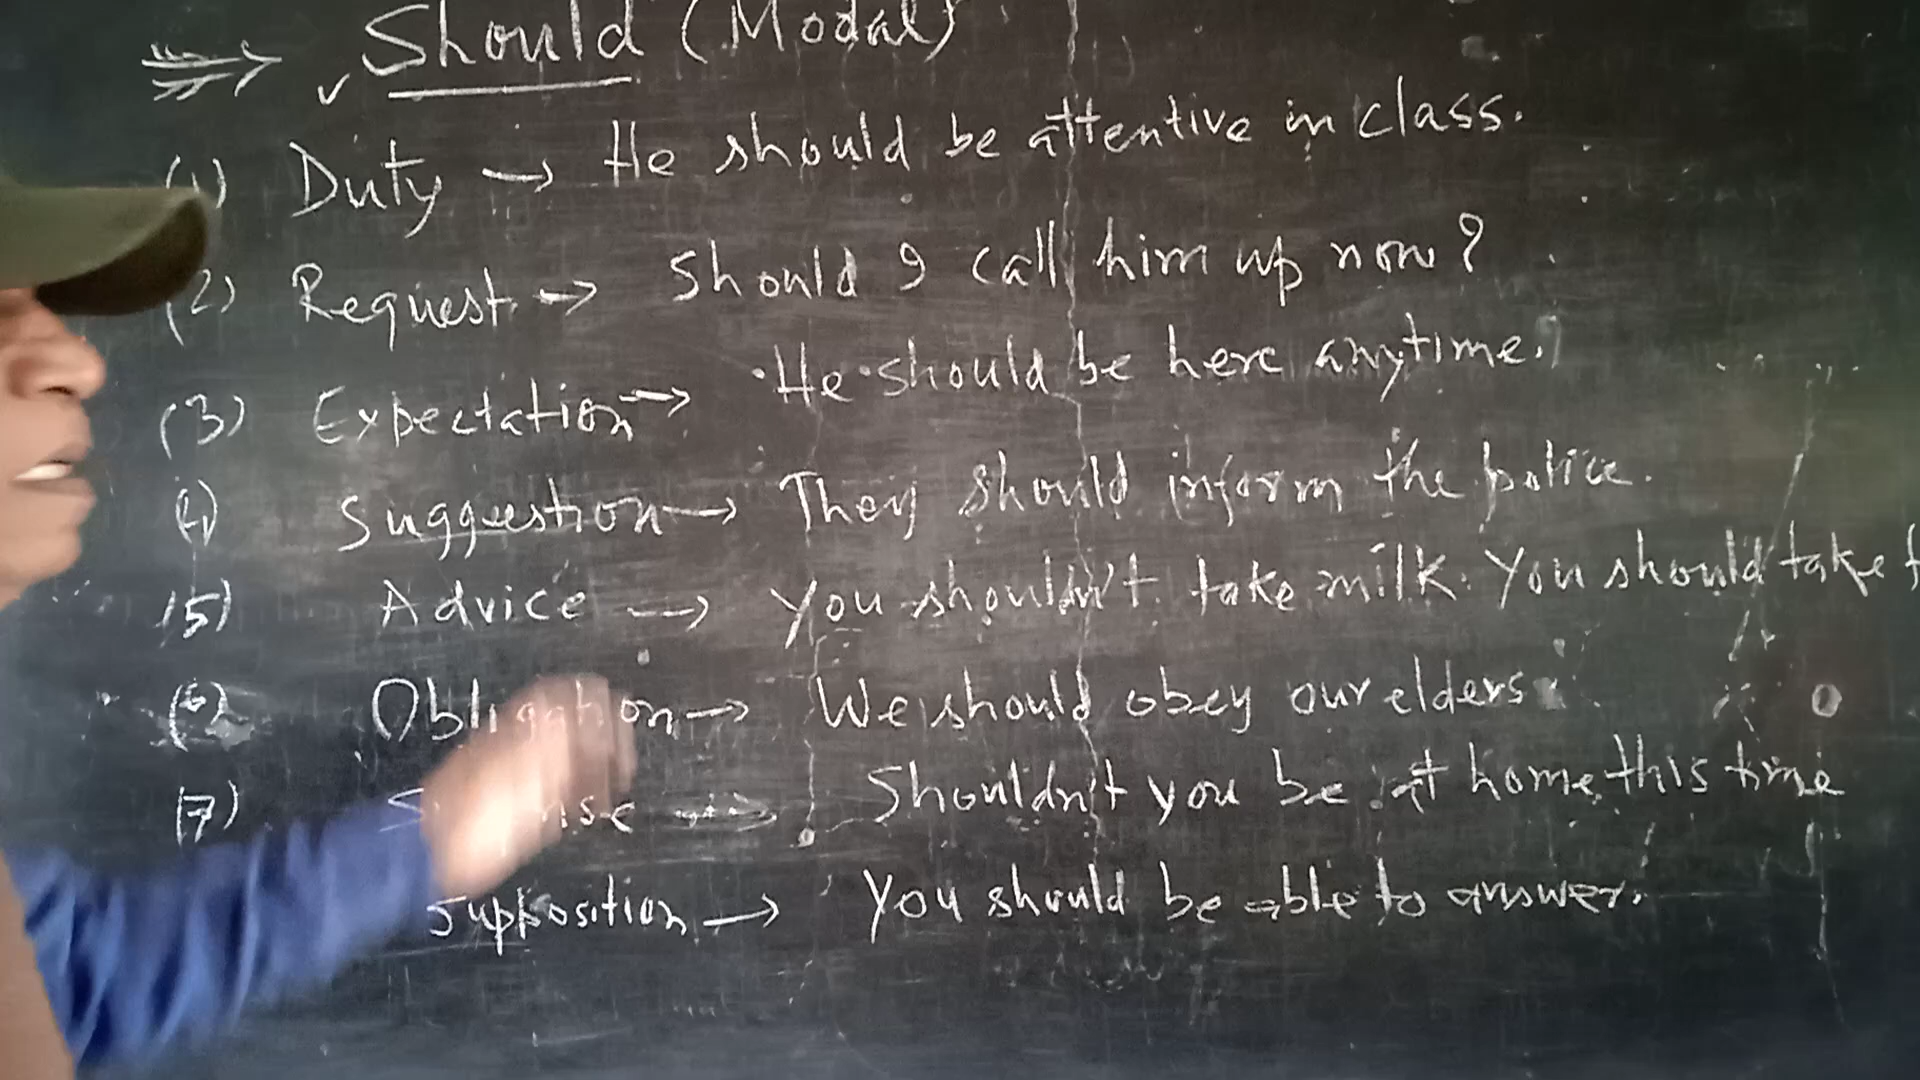 Should (Modal)
(1) Duty → He should be attentive in class.
(2) Request → Should I call him up now?
(3) Expectation → He should be here anytime.
(4) Sugguestion → They should inform the police.
(5) Advice → You shouldn't take milk. You should take
(6) Obligation → We should obey our elders.
(7) → Shouldn't you be at home this time
Supposition → You should be able to answer.